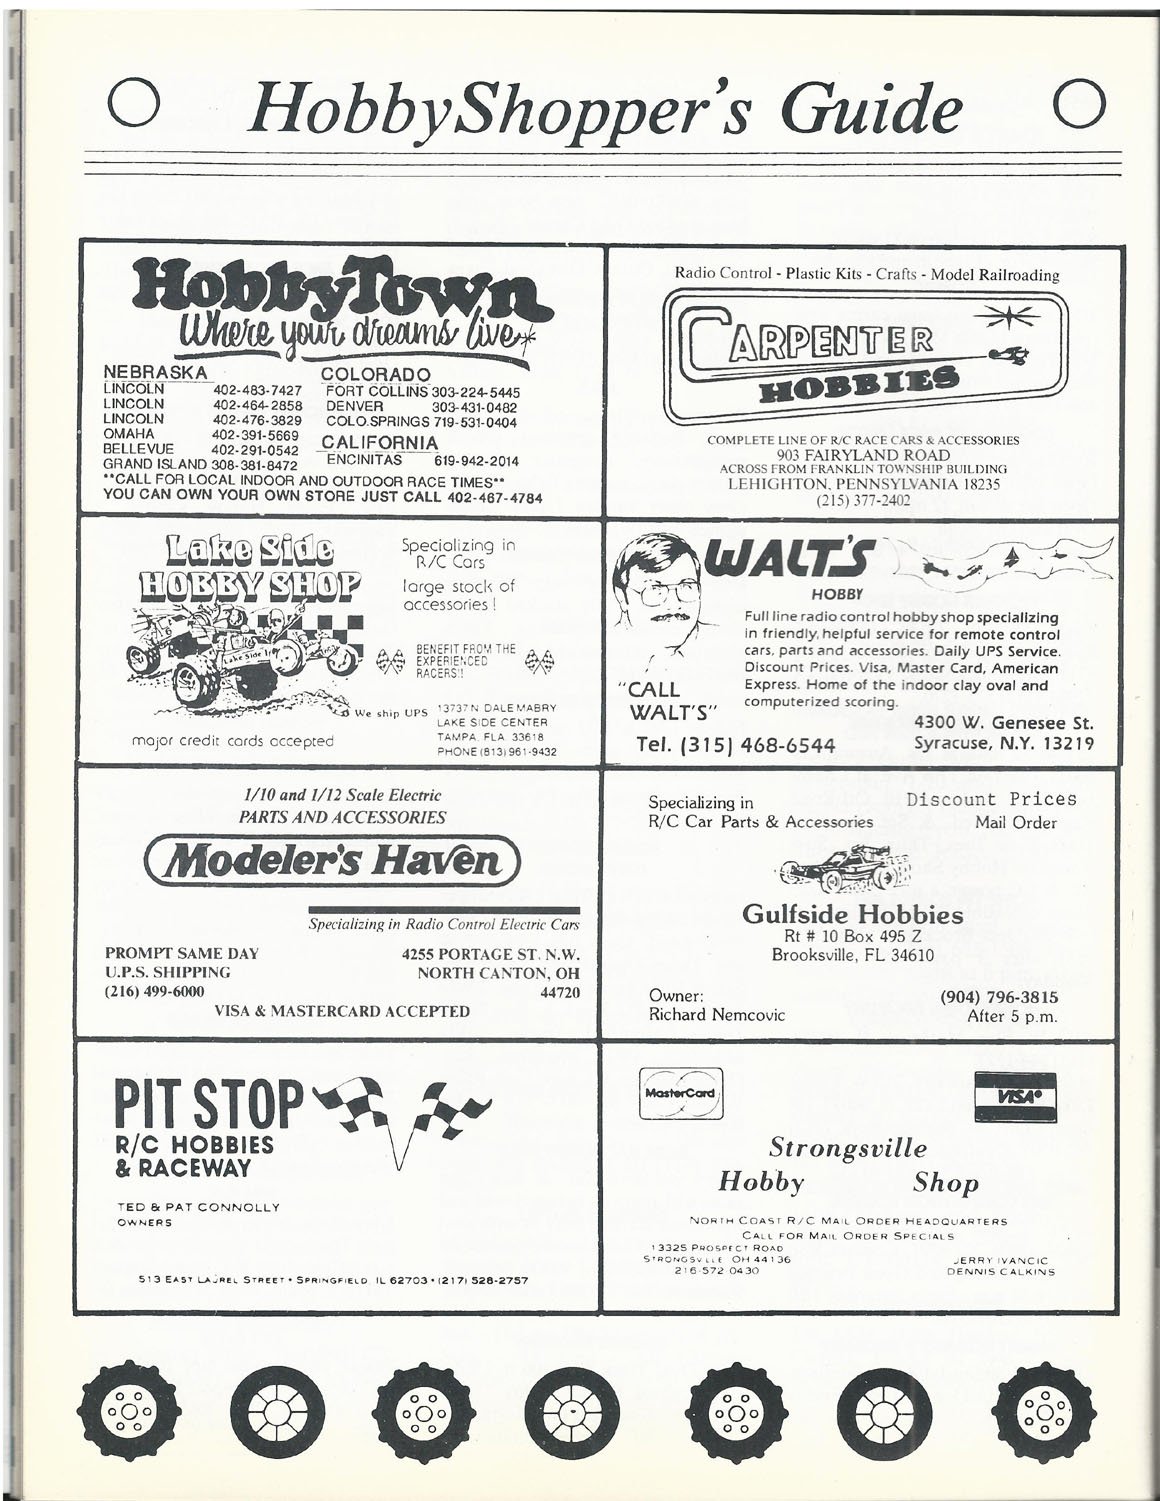 HobbyShopper's Guide
HobbyTown
Where your dreams live
NEBRASKA
LINCOLN 402-483-7427
LINCOLN 402-464-2858
LINCOLN 402-476-3829
OMAHA 402-391-5669
BELLEVUE 402-291-0542
GRAND ISLAND 308-381-8472
COLORADO
FORT COLLINS 303-224-5445
DENVER 303-431-0482
COLO.SPRINGS 719-531-0404
CALIFORNIA
ENCINITAS 619-942-2014
**CALL FOR LOCAL INDOOR AND OUTDOOR RACE TIMES**
YOU CAN OWN YOUR OWN STORE JUST CALL 402-467-4784
Radio Control - Plastic Kits - Crafts - Model Railroading
CARPENTER
HOBBIES
COMPLETE LINE OF R/C RACE CARS & ACCESSORIES
903 FAIRYLAND ROAD
ACROSS FROM FRANKLIN TOWNSHIP BUILDING
LEHIGHTON, PENNSYLVANIA 18235
(215) 377-2402
Lake Side
HOBBY SHOP
Specializing in
R/C Cars
large stock of
accessories!
BENEFIT FROM THE
EXPERIENCED
RACERS!!
We ship UPS
major credit cards accepted
13737 N DALE MABRY
LAKE SIDE CENTER
TAMPA, FLA. 33618
PHONE (813) 961-9432
WALT'S
HOBBY
Full line radio control hobby shop specializing
in friendly, helpful service for remote control
cars, parts and accessories. Daily UPS Service.
Discount Prices. Visa, Master Card, American
Express. Home of the indoor clay oval and
computerized scoring.
"CALL
WALT'S"
4300 W. Genesee St.
Tel. (315) 468-6544
Syracuse, N.Y. 13219
1/10 and 1/12 Scale Electric
PARTS AND ACCESSORIES
Modeler's Haven
Specializing in Radio Control Electric Cars
PROMPT SAME DAY
U.P.S. SHIPPING
(216) 499-6000
4255 PORTAGE ST. N.W.
NORTH CANTON, OH
44720
VISA & MASTERCARD ACCEPTED
Specializing in
R/C Car Parts & Accessories
Discount Prices
Mail Order
Gulfside Hobbies
Rt # 10 Box 495 Z
Brooksville, FL 34610
Owner:
Richard Nemcovic
(904) 796-3815
After 5 p.m.
PIT STOP
R/C HOBBIES
& RACEWAY
TED & PAT CONNOLLY
OWNERS
513 EAST LAUREL STREET • SPRINGFIELD, IL 62703 • (217) 528-2757
MasterCard
VISA®
Strongsville
Hobby Shop
NORTH COAST R/C MAIL ORDER HEADQUARTERS
CALL FOR MAIL ORDER SPECIALS
13325 PROSPECT ROAD
STRONGSVILLE OH 44136
216-572-0430
JERRY IVANCIC
DENNIS CALKINS